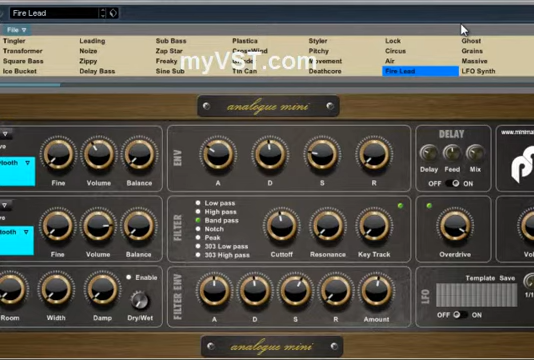 Fire Lead
File
Tingler Leading Sub Bass Plastica Styler Lock Ghost
Transformer Noize Zap Star CrossWind Pitchy Circus Grains
Square Bass Zippy Freaky Movement Air Massive
Ice Bucket Delay Bass Sine Sub Tin Can Deathcore Fire Lead LFO Synth
myVST.com
analogue mini
DELAY
ENV
Fine Volume Balance A D S R
Delay Feed Mix
OFF ON
Low pass
High pass
Band pass
Notch
Peak
303 Low pass
303 High pass
FILTER
Fine Volume Balance Cuttoff Resonance Key Track Overdrive
Enable
Room Width Damp Dry/Wet
FILTER ENV
A D S R Amount
LFO
Template Save
OFF ON
analogue mini